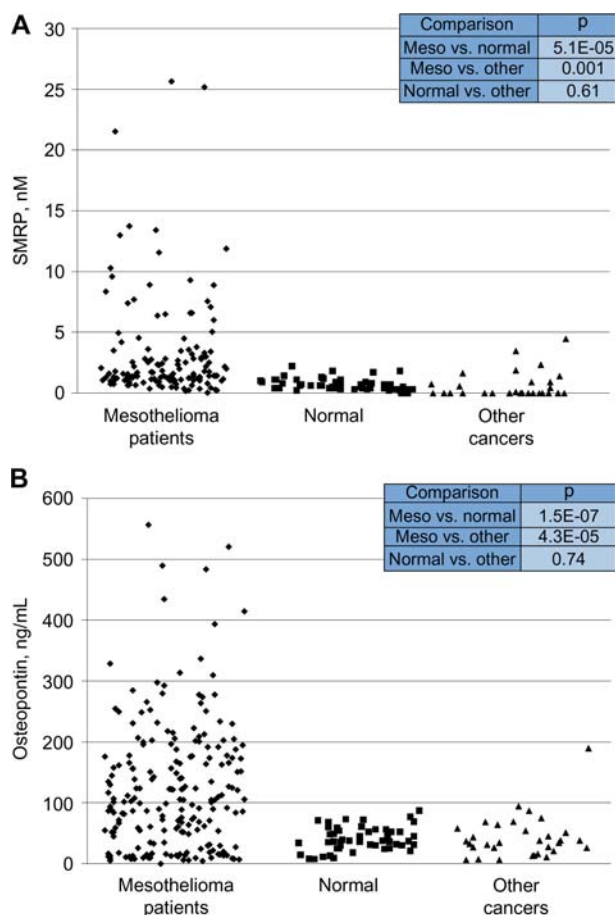 A
Comparison p
Meso vs. normal 5.1E-05
Meso vs. other 0.001
Normal vs. other 0.61
30
25
20
15
10
5
0
SMRP, nM
Mesothelioma patients
Normal
Other cancers
B
Comparison p
Meso vs. normal 1.5E-07
Meso vs. other 4.3E-05
Normal vs. other 0.74
600
500
400
300
200
100
0
Osteopontin, ng/mL
Mesothelioma patients
Normal
Other cancers